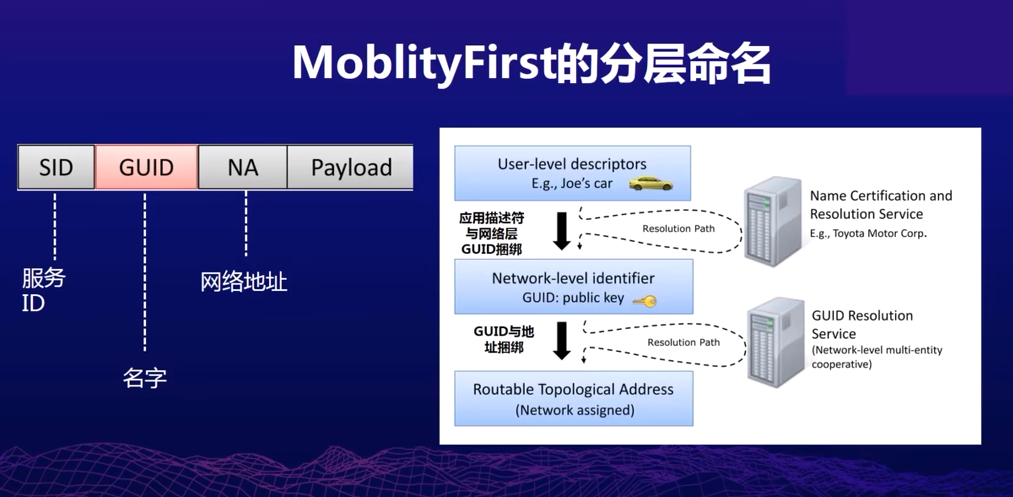 MoblityFirst的分层命名
SID
GUID
NA
Payload
服务
ID
名字
网络地址
User-level descriptors
E.g., Joe's car
应用描述符
与网络层
GUID捆绑
Resolution Path
Name Certification and
Resolution Service
E.g., Toyota Motor Corp.
Network-level identifier
GUID: public key
GUID与地
址捆绑
Resolution Path
GUID Resolution
Service
(Network-level multi-entity
cooperative)
Routable Topological Address
(Network assigned)